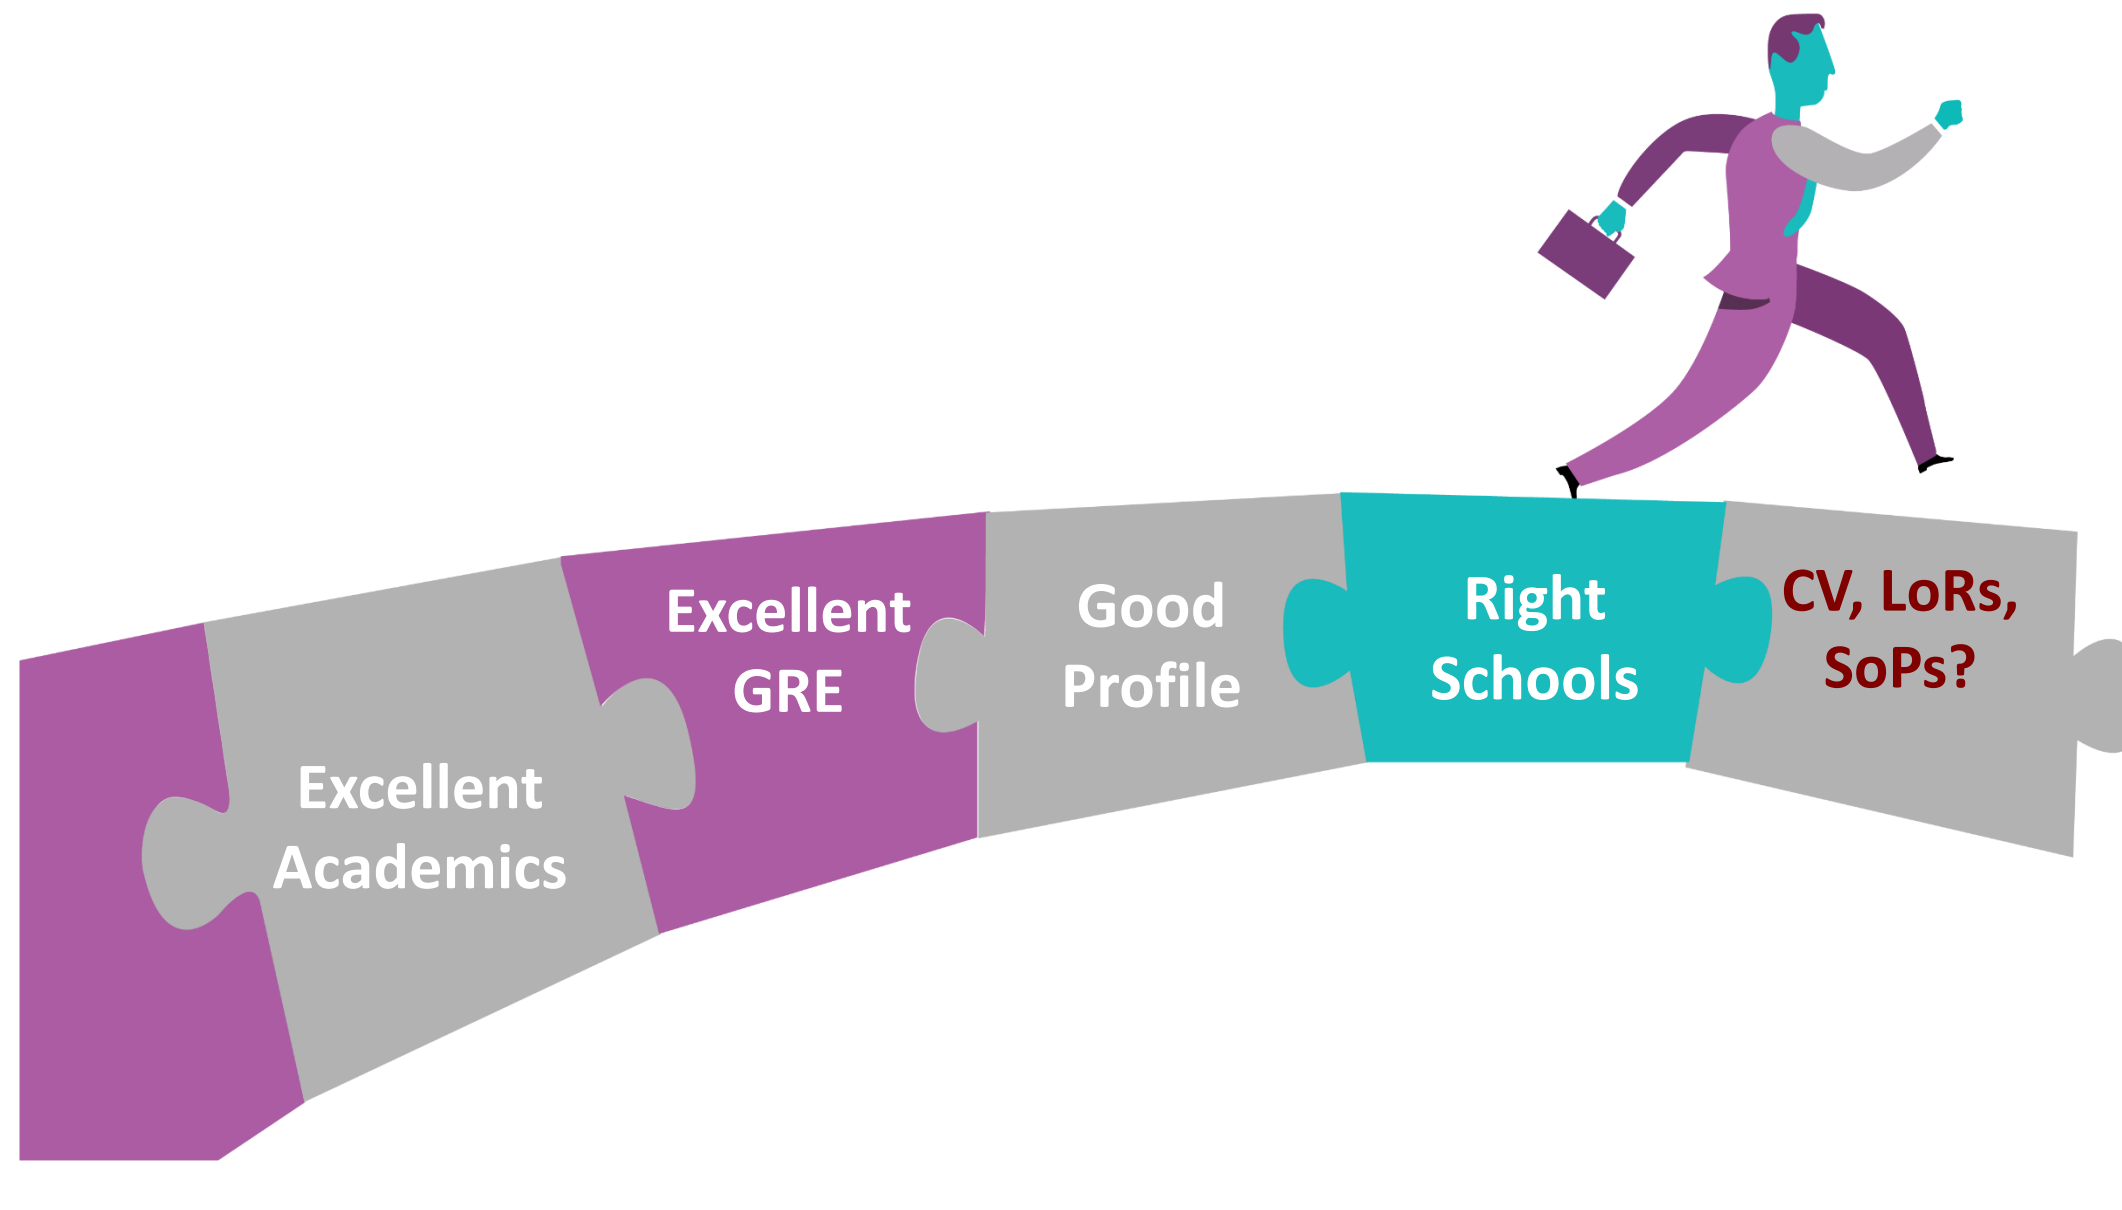 Excellent
Academics
Excellent
GRE
Good
Profile
Right
Schools
CV, LoRs,
SoPs?